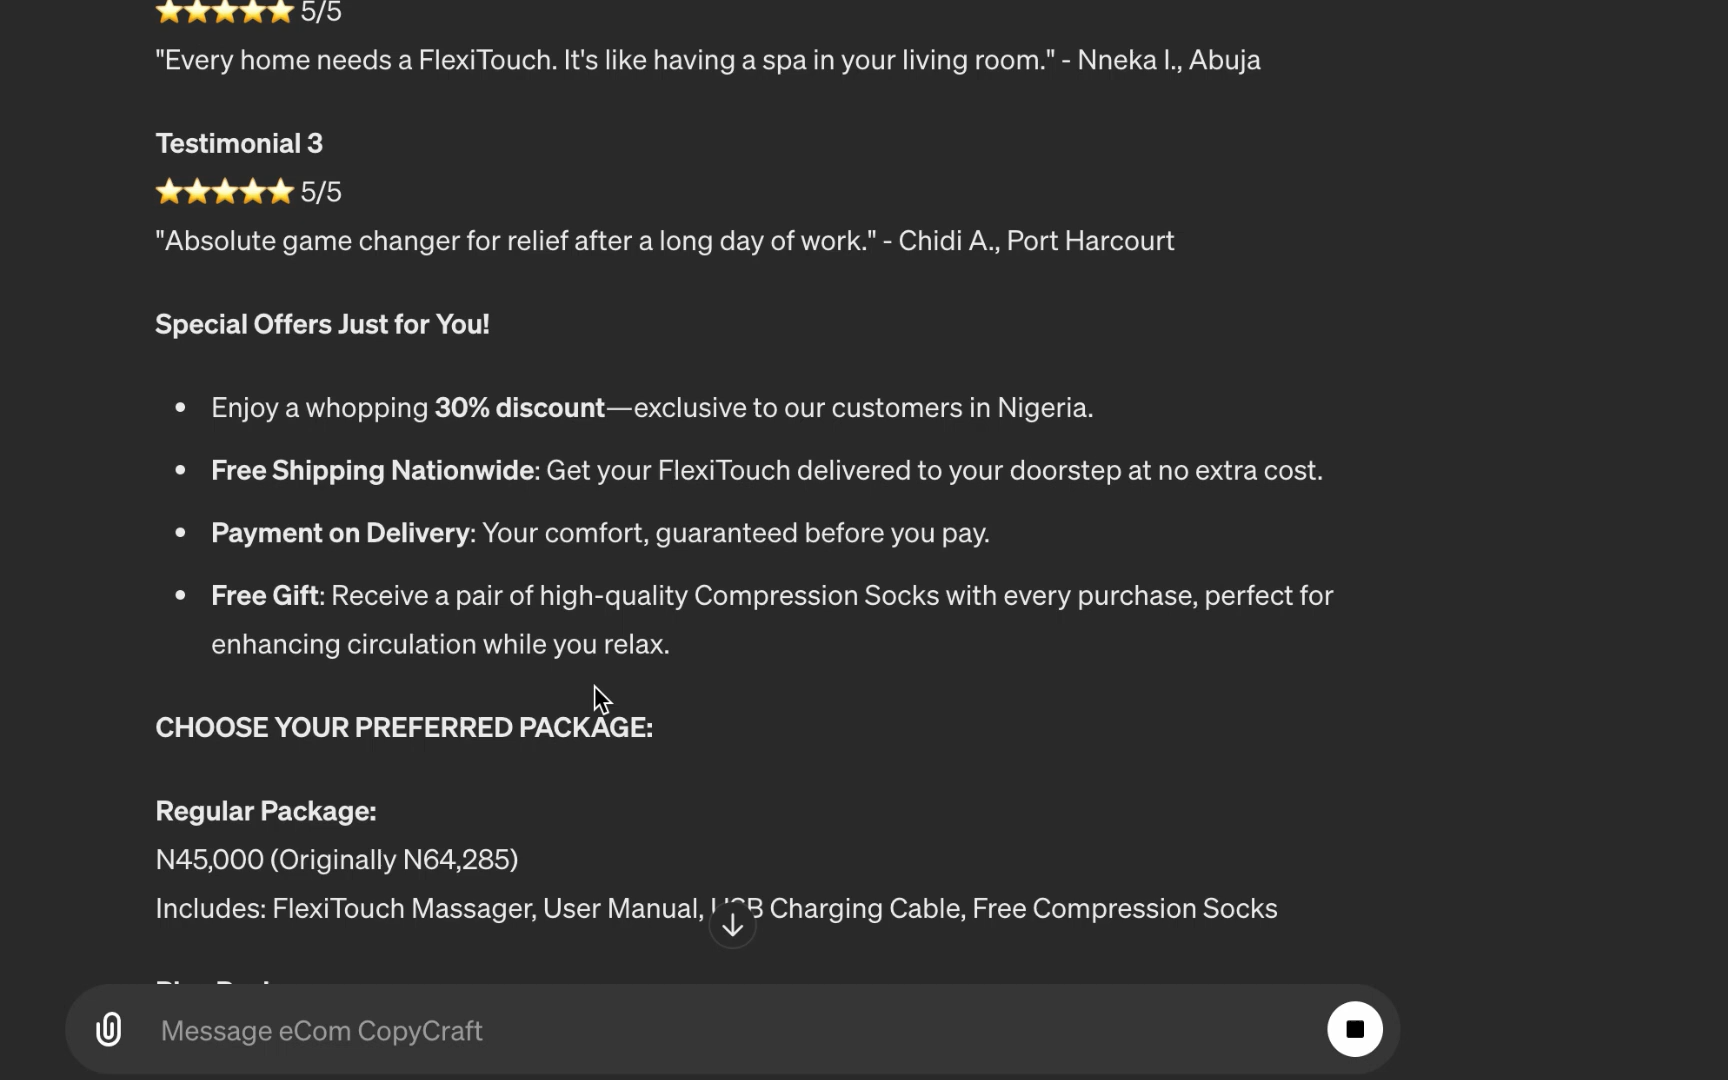 5/5
"Every home needs a FlexiTouch. It's like having a spa in your living room." - Nneka I., Abuja
Testimonial 3
5/5
"Absolute game changer for relief after a long day of work." - Chidi A., Port Harcourt
Special Offers Just for You!
Enjoy a whopping 30% discount—exclusive to our customers in Nigeria.
Free Shipping Nationwide: Get your FlexiTouch delivered to your doorstep at no extra cost.
Payment on Delivery: Your comfort, guaranteed before you pay.
Free Gift: Receive a pair of high-quality Compression Socks with every purchase, perfect for
enhancing circulation while you relax.
CHOOSE YOUR PREFERRED PACKAGE:
Regular Package:
N45,000 (Originally N64,285)
Includes: FlexiTouch Massager, User Manual, USB Charging Cable, Free Compression Socks
Message eCom CopyCraft